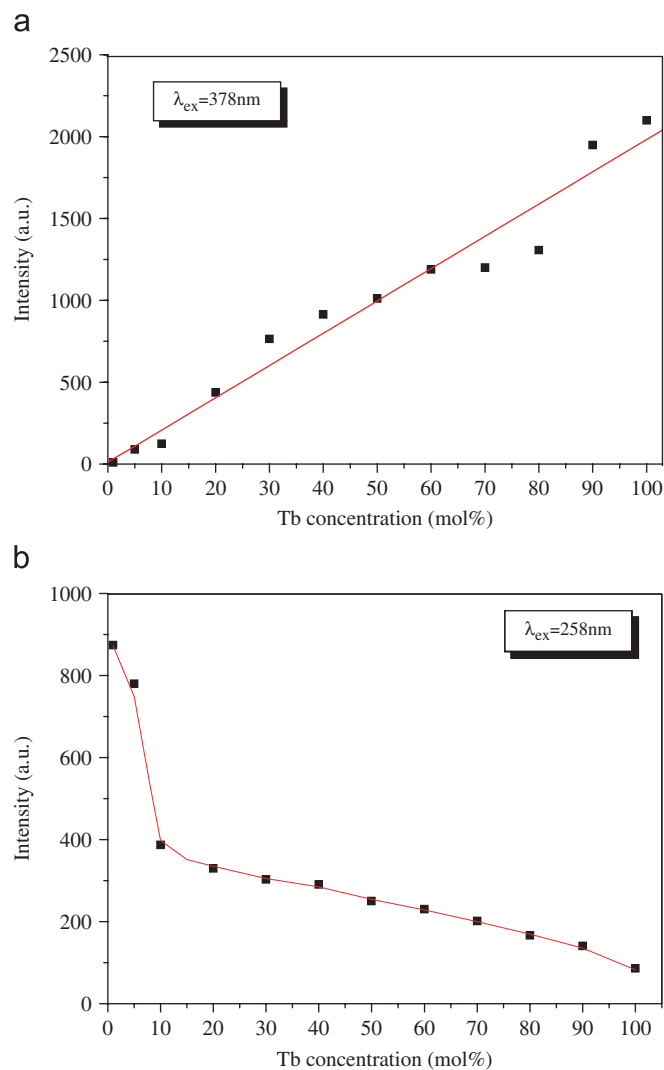 a
2500
2000
1500
1000
500
0
λex=378nm
Intensity (a.u.)
0 10 20 30 40 50 60 70 80 90 100
Tb concentration (mol%)
b
1000
800
600
400
200
0
λex=258nm
Intensity (a.u.)
0 10 20 30 40 50 60 70 80 90 100
Tb concentration (mol%)